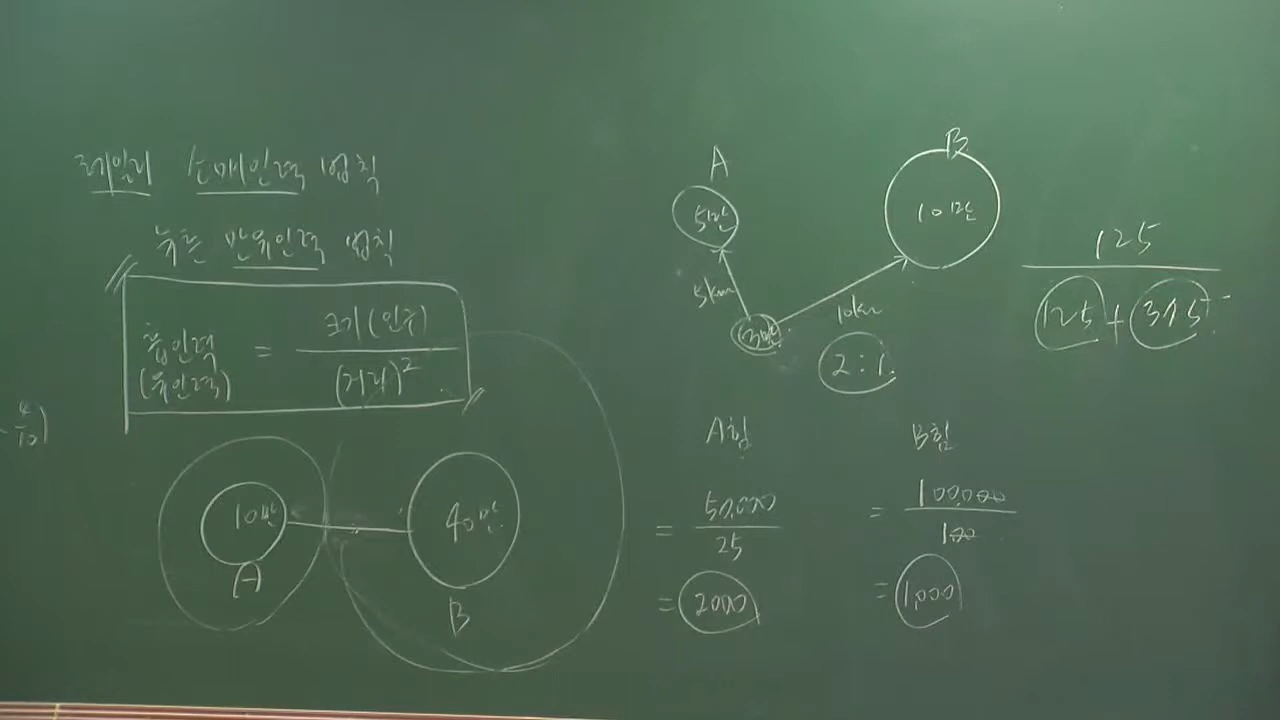 레일리 소매인력 법칙
뉴튼 만유인력 법칙
흡인력
(유인력)
=
크기(인구)
(거리)²
10만
A
40만
B
A
5만
5km
3만
10km
B
10만
2:1
A힘
= 50,000
25
= 2000
B힘
= 100,000
100
= 1,000
125
125 + 375